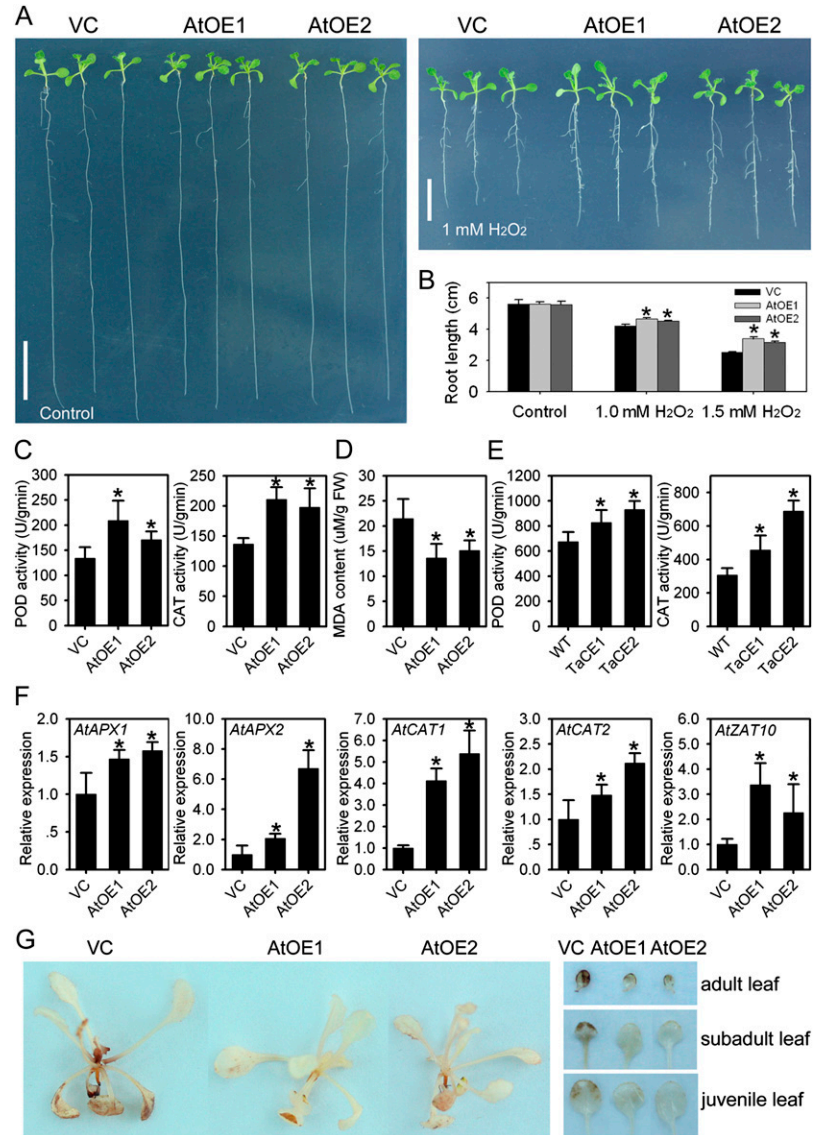 A
VC AtOE1 AtOE2
Control
VC AtOE1 AtOE2
1 mM H2O2
B
Root length (cm)
6
4
2
0
VC
AtOE1
AtOE2
* * * *
Control 1.0 mM H2O2 1.5 mM H2O2
C
POD activity (U/gmin)
300
250
200
150
100
50
0
* *
VC AtOE1 AtOE2
CAT activity (U/gmin)
250
200
150
100
50
0
* *
VC AtOE1 AtOE2
D
MDA content (uM/g FW)
30
25
20
15
10
5
0
* *
VC AtOE1 AtOE2
E
POD activity (U/gmin)
1200
1000
800
600
400
200
0
* *
WT TaCE1 TaCE2
CAT activity (U/gmin)
800
600
400
200
0
* *
WT TaCE1 TaCE2
F
AtAPX1
Relative expression
2.0
1.5
1.0
.5
0.0
* *
VC AtOE1 AtOE2
AtAPX2
Relative expression
10.0
8.0
6.0
4.0
2.0
0.0
* *
VC AtOE1 AtOE2
AtCAT1
Relative expression
7.0
6.0
5.0
4.0
3.0
2.0
1.0
0.0
* *
VC AtOE1 AtOE2
AtCAT2
Relative expression
3.0
2.5
2.0
1.5
1.0
.5
0.0
* *
VC AtOE1 AtOE2
AtZAT10
Relative expression
6.0
5.0
4.0
3.0
2.0
1.0
0.0
* *
VC AtOE1 AtOE2
G
VC AtOE1 AtOE2
VC AtOE1 AtOE2
adult leaf
subadult leaf
juvenile leaf